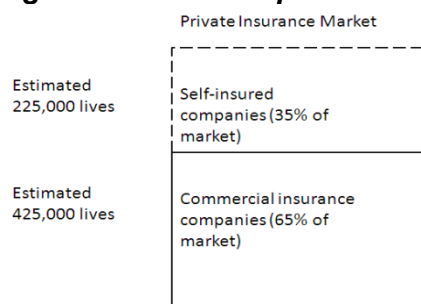 Private Insurance Market
Estimated
225,000 lives
Self-insured
companies (35% of
market)
Estimated
425,000 lives
Commercial insurance
companies (65% of
market)